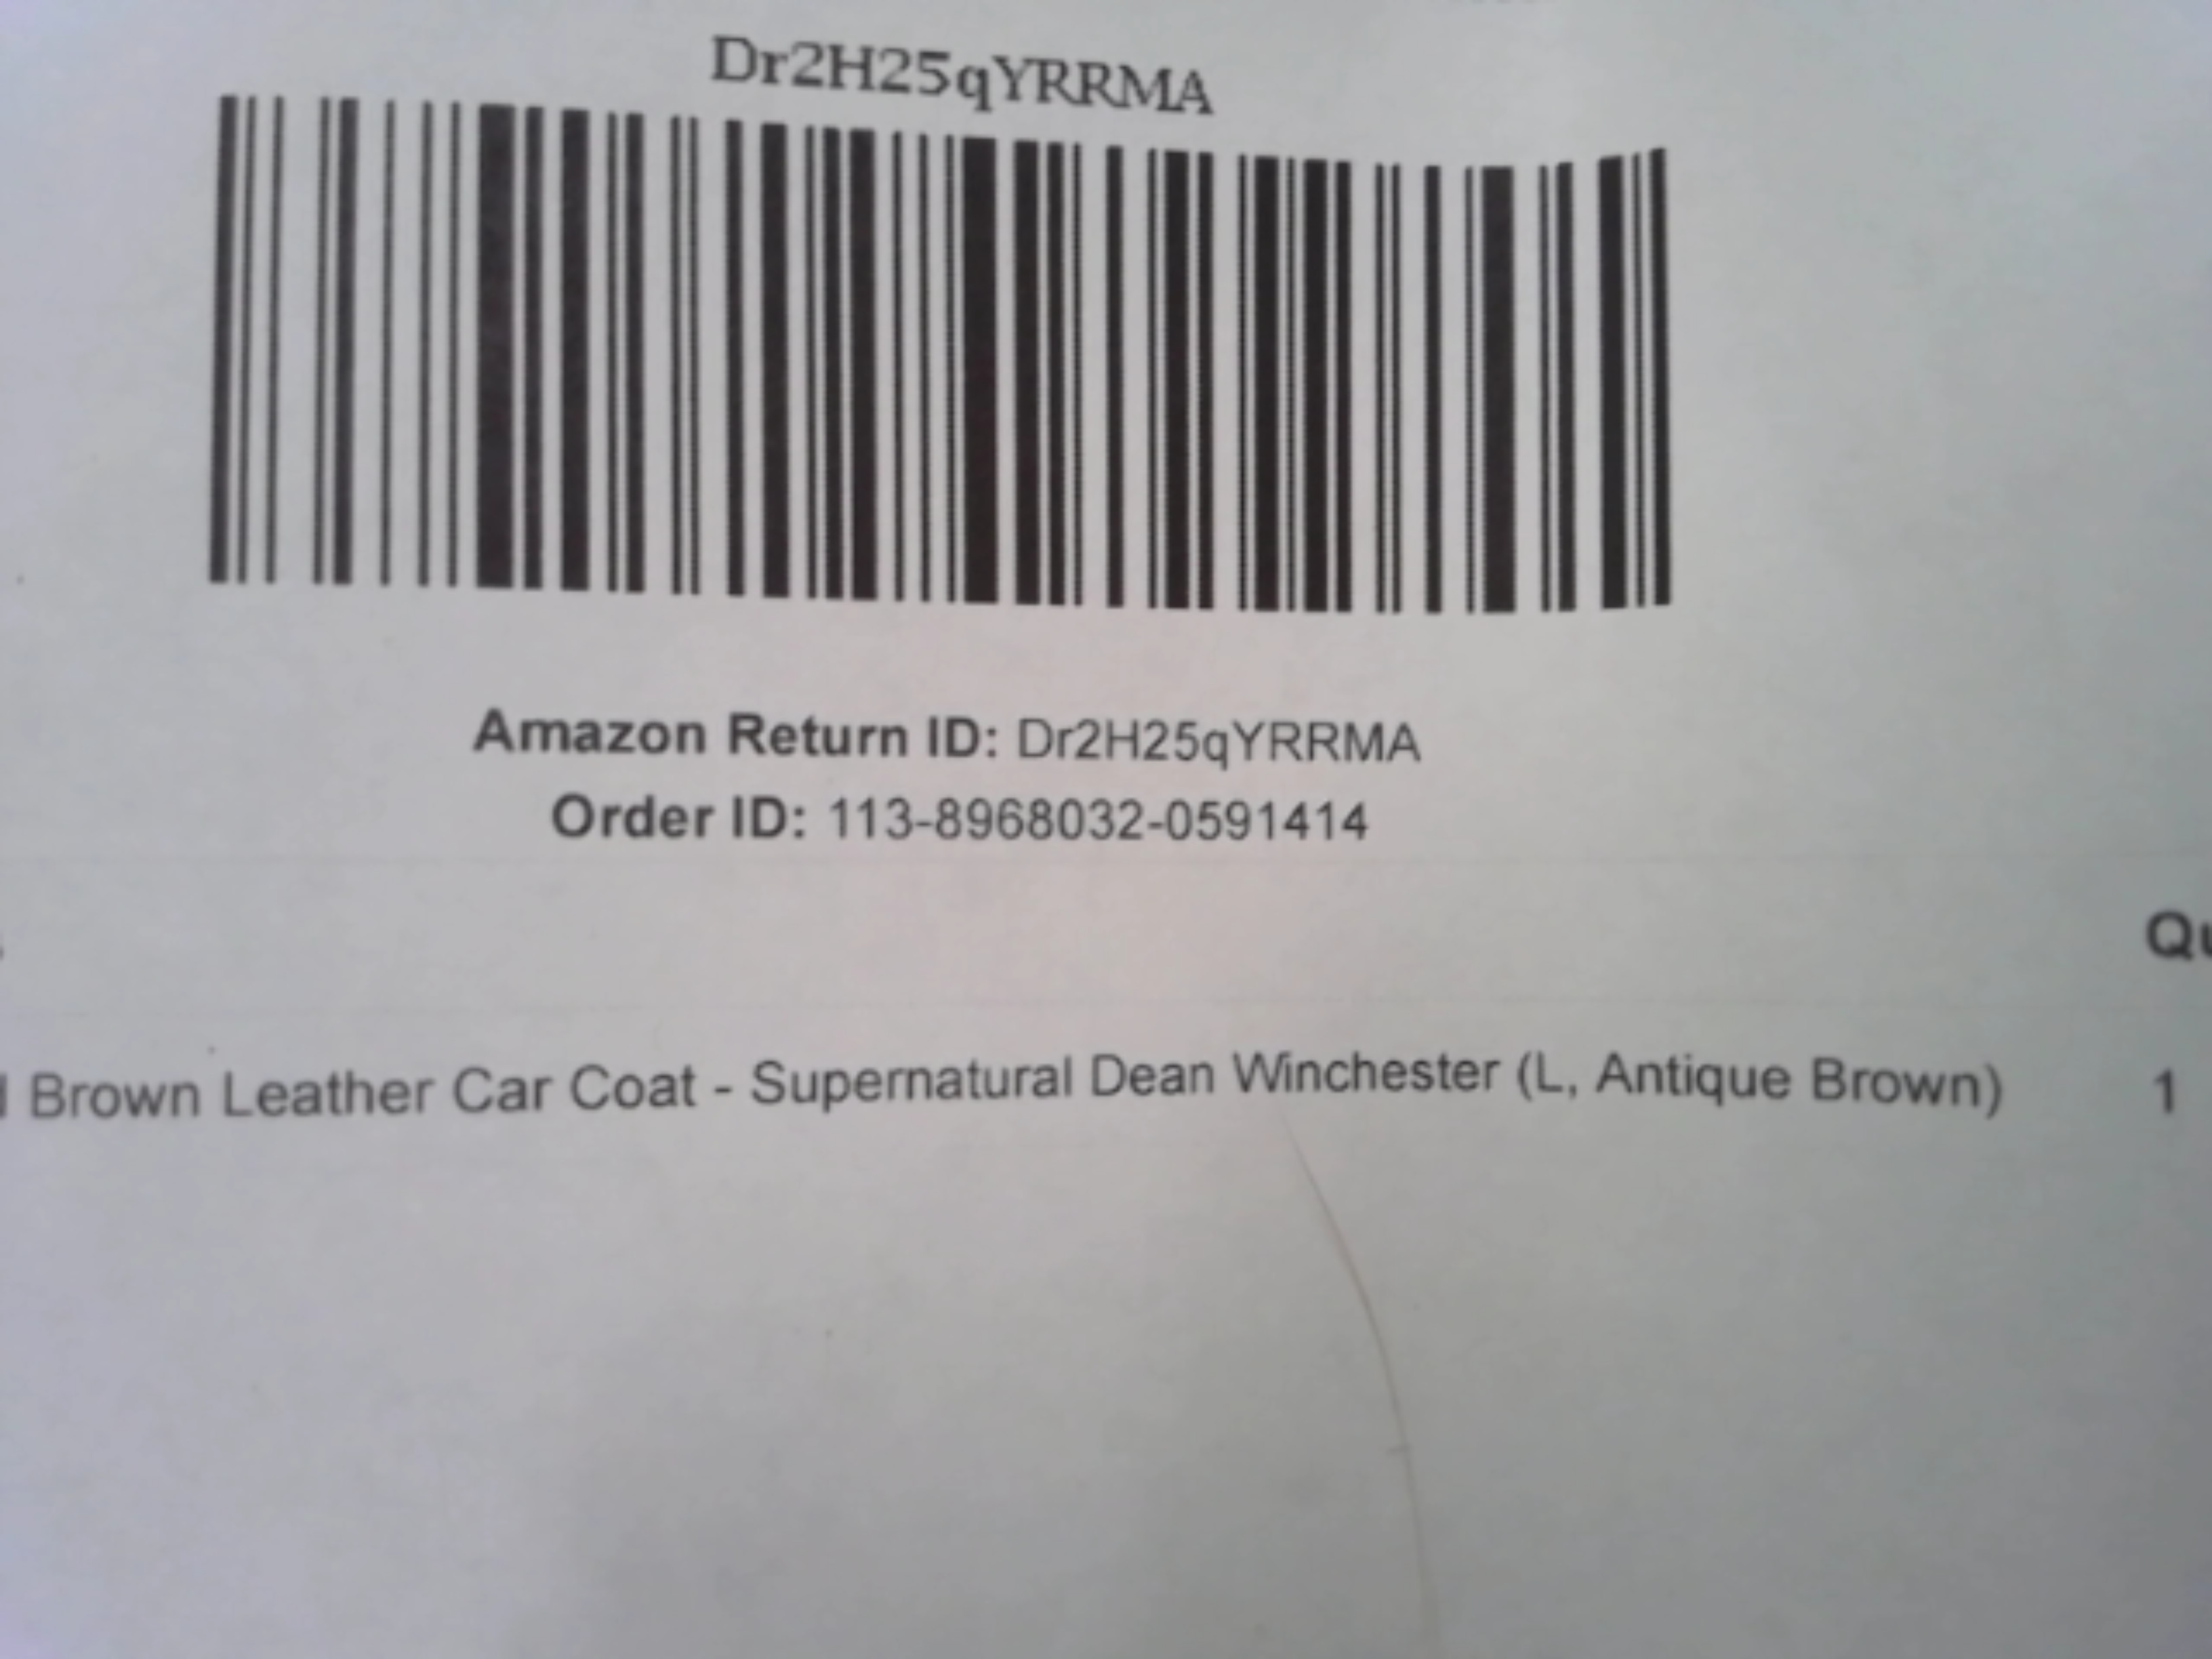 Dr2H25qYRRMA
Amazon Return ID: Dr2H25qYRRMA
Order ID: 113-8968032-0591414
Qu
Brown Leather Car Coat - Supernatural Dean Winchester (L, Antique Brown) 1